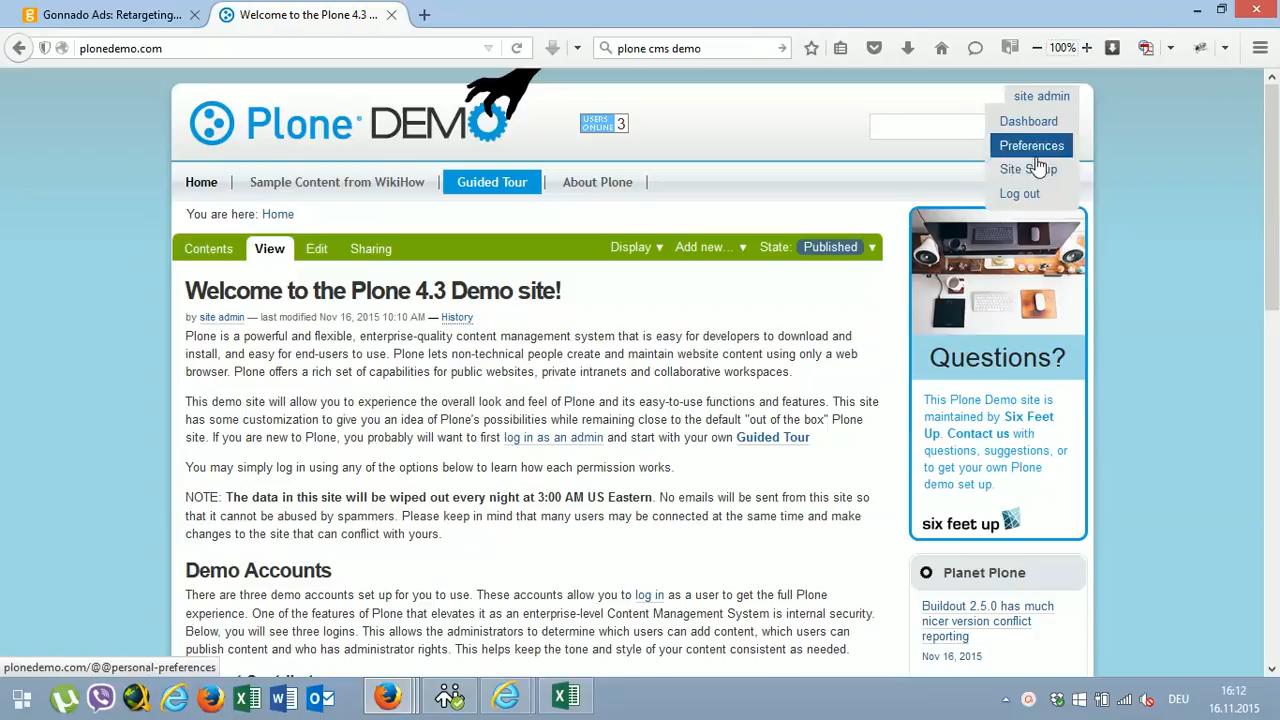 Gonnado Ads: Retargeting...
Welcome to the Plone 4.3 ...
plonedemo.com
plone cms demo
100%
Plone DEMO
USERS ONLINE 3
site admin
Dashboard
Preferences
Log out
Home
Sample Content from WikiHow
Guided Tour
About Plone
You are here: Home
Contents
View
Edit
Sharing
Display
Add new...
State: Published
Welcome to the Plone 4.3 Demo site!
by site admin — last modified Nov 16, 2015 10:10 AM — History
Plone is a powerful and flexible, enterprise-quality content management system that is easy for developers to download and
install, and easy for end-users to use. Plone lets non-technical people create and maintain website content using only a web
browser. Plone offers a rich set of capabilities for public websites, private intranets and collaborative workspaces.
This demo site will allow you to experience the overall look and feel of Plone and its easy-to-use functions and features. This site
has some customization to give you an idea of Plone's possibilities while remaining close to the default "out of the box" Plone
site. If you are new to Plone, you probably will want to first log in as an admin and start with your own Guided Tour
You may simply log in using any of the options below to learn how each permission works.
NOTE: The data in this site will be wiped out every night at 3:00 AM US Eastern. No emails will be sent from this site so
that it cannot be abused by spammers. Please keep in mind that many users may be connected at the same time and make
changes to the site that can conflict with yours.
Demo Accounts
There are three demo accounts set up for you to use. These accounts allow you to log in as a user to get the full Plone
experience. One of the features of Plone that elevates it as an enterprise-level Content Management System is internal security.
Below, you will see three logins. This allows the administrators to determine which users can add content, which users can
publish content and who has administrator rights. This helps keep the tone and style of your content consistent as needed.
Questions?
This Plone Demo site is
maintained by Six Feet
Up. Contact us with
questions, suggestions, or
to get your own Plone
demo set up.
six feet up
Planet Plone
Buildout 2.5.0 has much
nicer version conflict
reporting
Nov 16, 2015
plonedemo.com/@@personal-preferences
DEU
16:12
16.11.2015